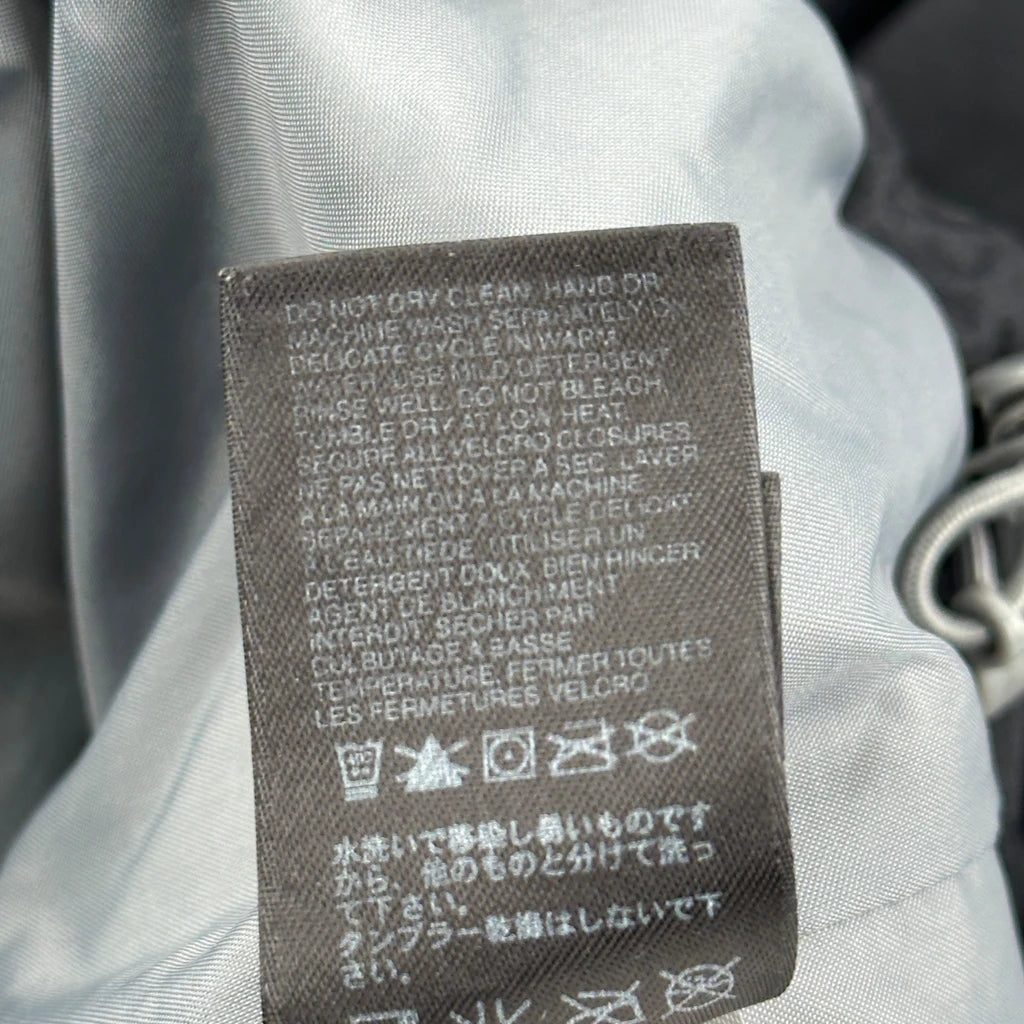 DO NOT DRY CLEAN. HAND OR
MACHINE WASH SEPARATELY ON
DELICATE CYCLE IN WARM
WATER. USE MILD DETERGENT.
RINSE WELL. DO NOT BLEACH.
TUMBLE DRY AT LOW HEAT.
SECURE ALL VELCRO CLOSURES.
NE PAS NETTOYER A SEC. LAVER
A LA MAIM OU A LA MACHINE
SEPAREMENT A CYCLE DELICAT
A L'EAU TIEDE. UTILISER UN
DETERGENT DOUX. BIEN RINCER
AGENT DE BLANCHIMENT
INTERDIT. SECHER PAR
CULBUTAGE A BASSE
TEMPERATURE. FERMER TOUTES
LES FERMETURES VELCRO
水洗いで移染し易いものです
から、他のものと分けて洗っ
て下さい。
タンブラー乾燥はしないで下
さい。